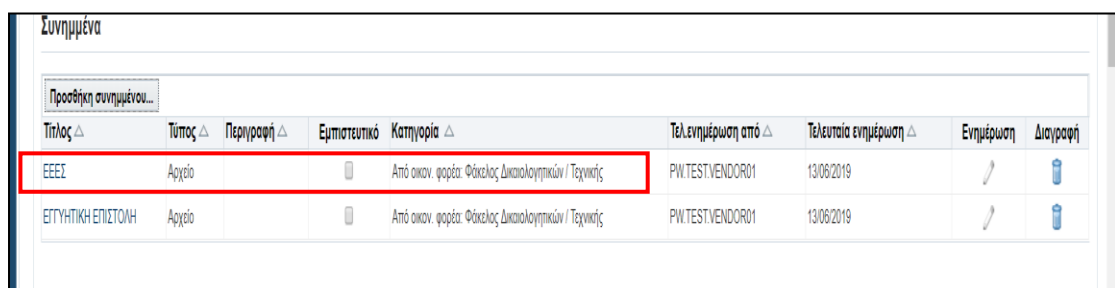 Συνημμένα
Προσθήκη συνημμένου...
Τίτλος Τύπος Περιγραφή Εμπιστευτικό Κατηγορία Τελ.ενημέρωση από Τελευταία ενημέρωση Ενημέρωση Διαγραφή
ΕΕΕΣ Αρχείο Από οικον. φορέα: Φάκελος Δικαιολογητικών / Τεχνικής PW.TEST.VENDOR01 13/06/2019
ΕΓΓΥΗΤΙΚΗ ΕΠΙΣΤΟΛΗ Αρχείο Από οικον. φορέα: Φάκελος Δικαιολογητικών / Τεχνικής PW.TEST.VENDOR01 13/06/2019